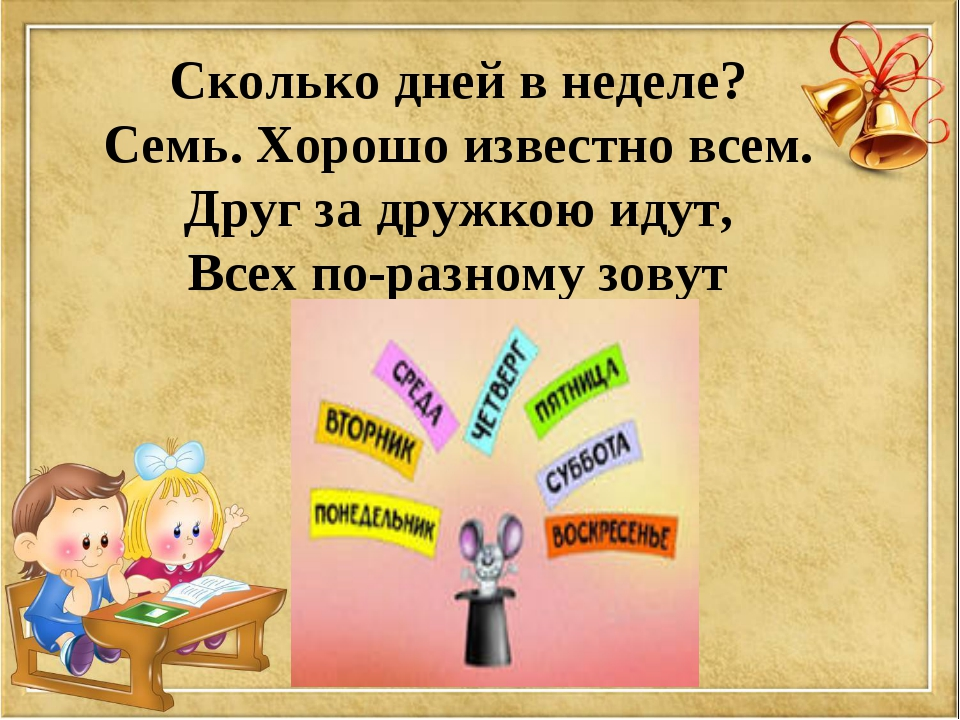 Сколько дней в неделе?
Семь. Хорошо известно всем.
Друг за дружкою идут,
Всех по-разному зовут
ПОНЕДЕЛЬНИК
ВТОРНИК
СРЕДА
ЧЕТВЕРГ
ПЯТНИЦА
СУББОТА
ВОСКРЕСЕНЬЕ